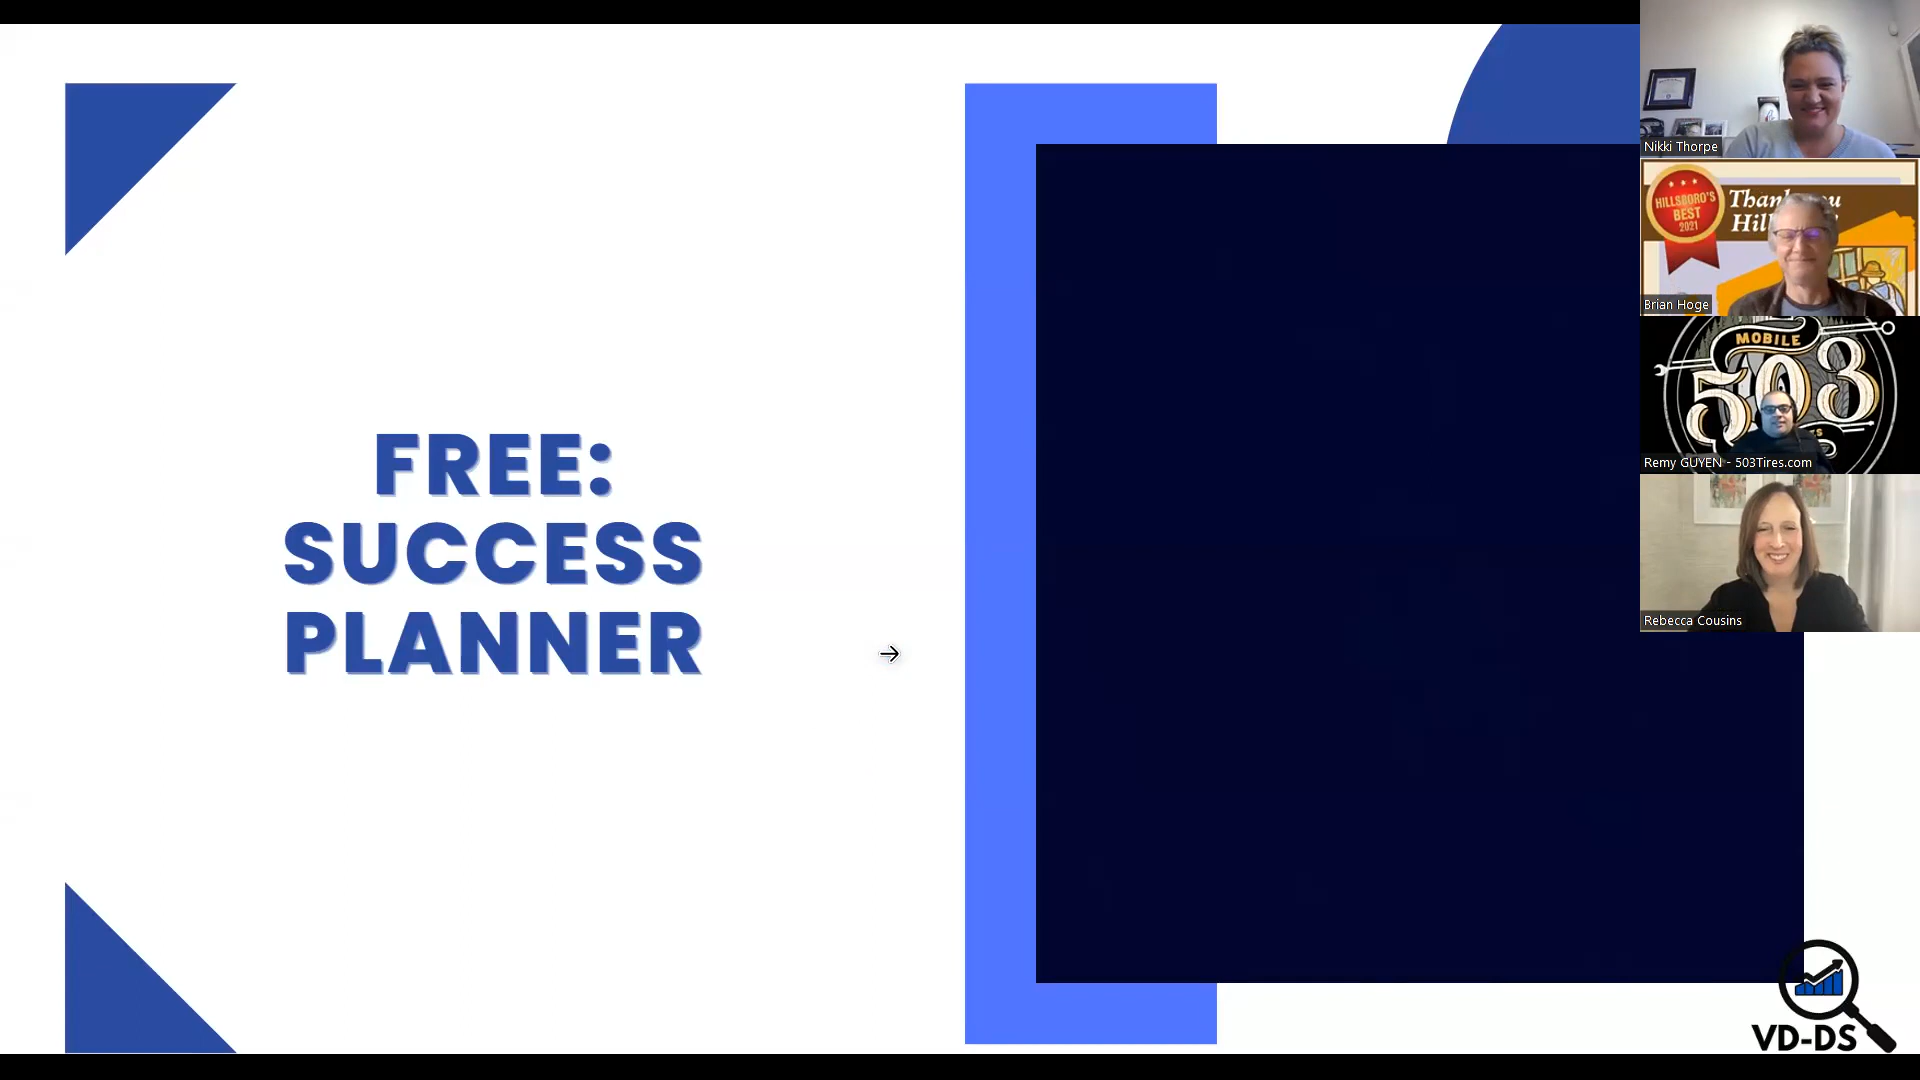 FREE:
SUCCESS
PLANNER
Nikki Thorpe
HILLSBORO'S
BEST
2021
Brian Hoge
MOBILE
503
Remy GUYEN - 503Tires.com
Rebecca Cousins
VD-DS